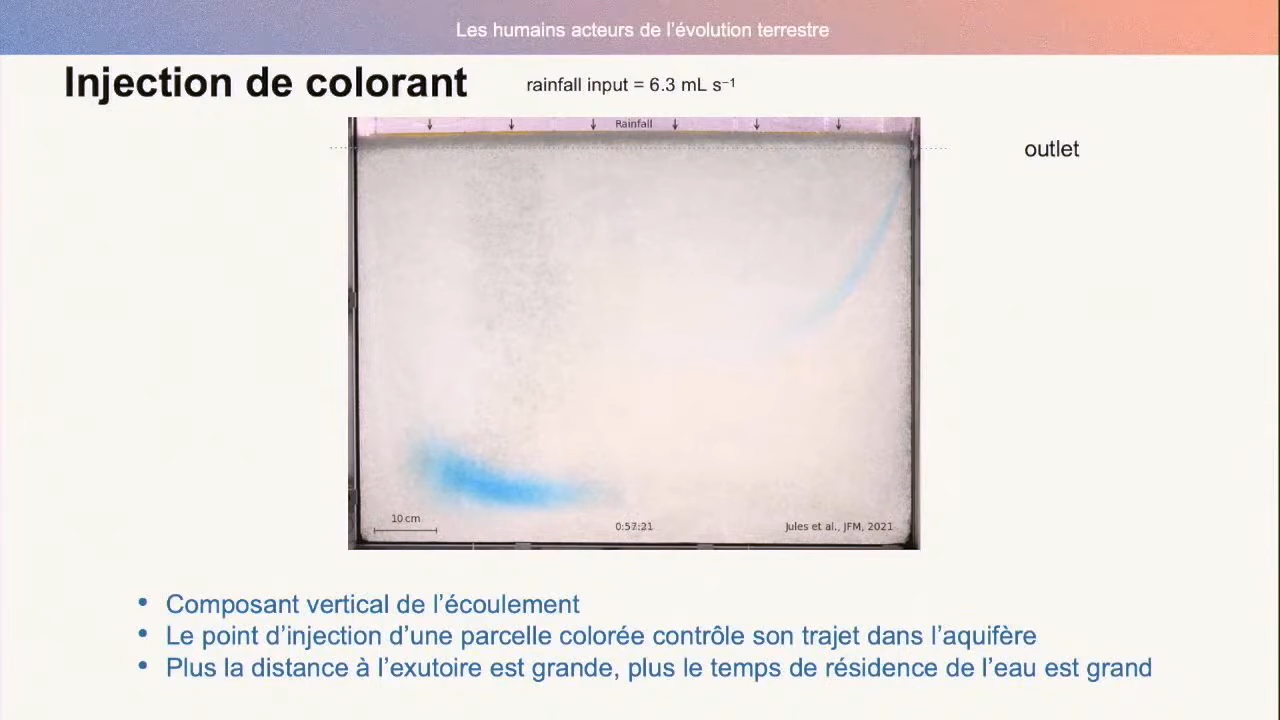 Les humains acteurs de l’évolution terrestre
Injection de colorant
rainfall input = 6.3 mL s⁻¹
Rainfall
outlet
10 cm
0:57:21
Jules et al., JFM, 2021
• Composant vertical de l’écoulement
• Le point d’injection d’une parcelle colorée contrôle son trajet dans l’aquifère
• Plus la distance à l’exutoire est grande, plus le temps de résidence de l’eau est grand